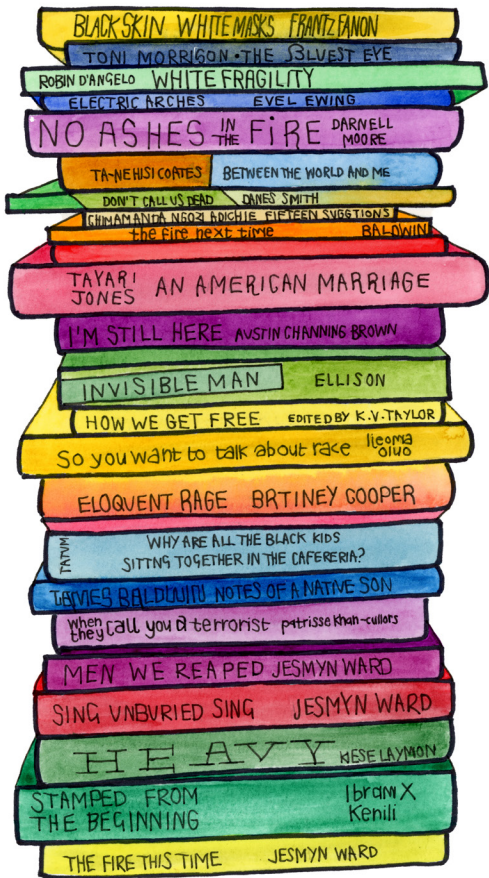 BLACK SKIN WHITE MASKS FRANTZ FANON
TONI MORRISON • THE BLUEST EYE
ROBIN D'ANGELO WHITE FRAGILITY
ELECTRIC ARCHES EVEL EWING
NO ASHES IN THE FIRE DARNELL MOORE
TA-NEHISI COATES BETWEEN THE WORLD AND ME
DON'T CALL US DEAD DANES SMITH
CHIMAMANDA NGOZI ADICHIE FIFTEEN SUGGTIONS
the fire next time BALDWIN
TAYARI JONES AN AMERICAN MARRIAGE
I'M STILL HERE AUSTIN CHANNING BROWN
INVISIBLE MAN ELLISON
HOW WE GET FREE EDITED BY K.V. TAYLOR
So you want to talk about race Ijeoma oluo
ELOQUENT RAGE BRTINEY COOPER
TATUM WHY ARE ALL THE BLACK KIDS
SITTNG TOGETHER IN THE CAFERERIA?
JAMES BALDWIN NOTES OF A NATIVE SON
when they call you a terrorist patrisse khan-cullors
MEN WE REAPED JESMYN WARD
SING UNBURIED SING JESMYN WARD
HEAVY KIESE LAYMON
STAMPED FROM Ibram X
THE BEGINNING Kenili
THE FIRE THIS TIME JESMYN WARD